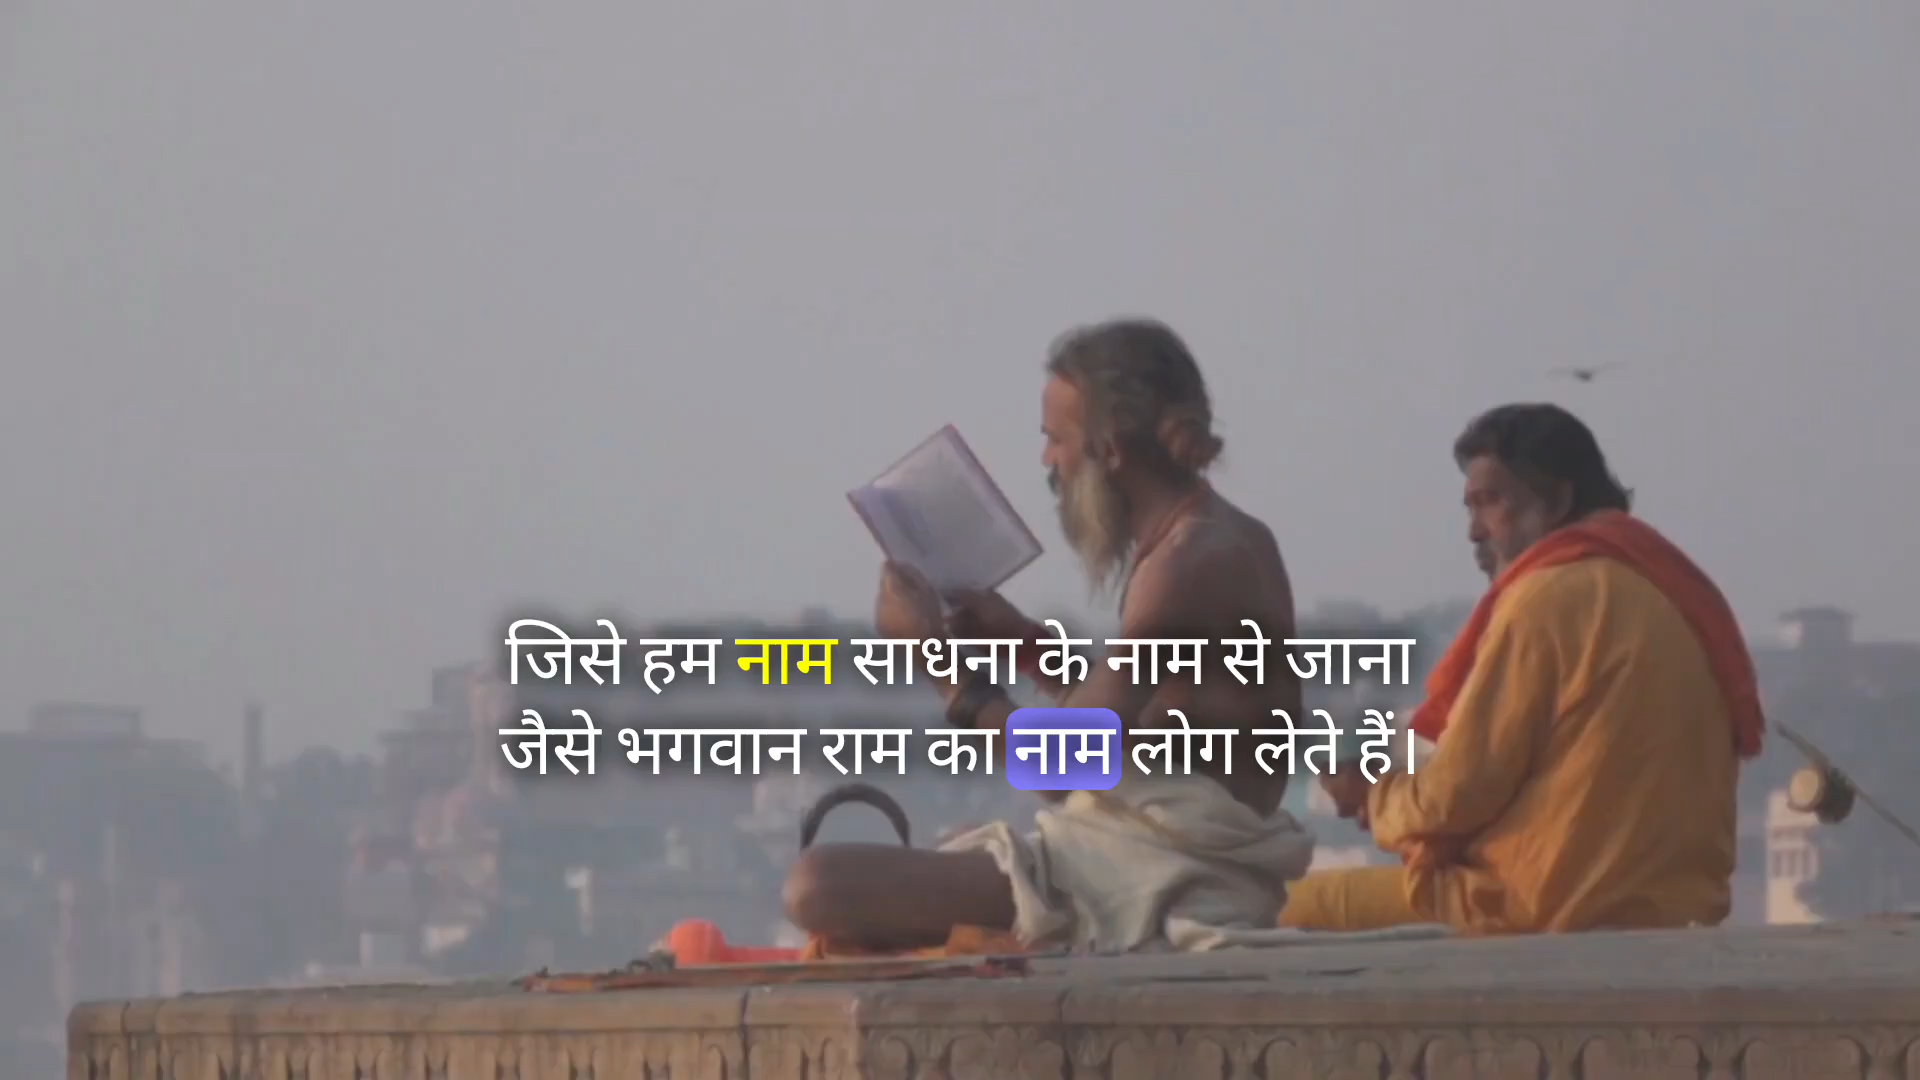 जिसे हम नाम साधना के नाम से जाना
जैसे भगवान राम का नाम लोग लेते हैं।